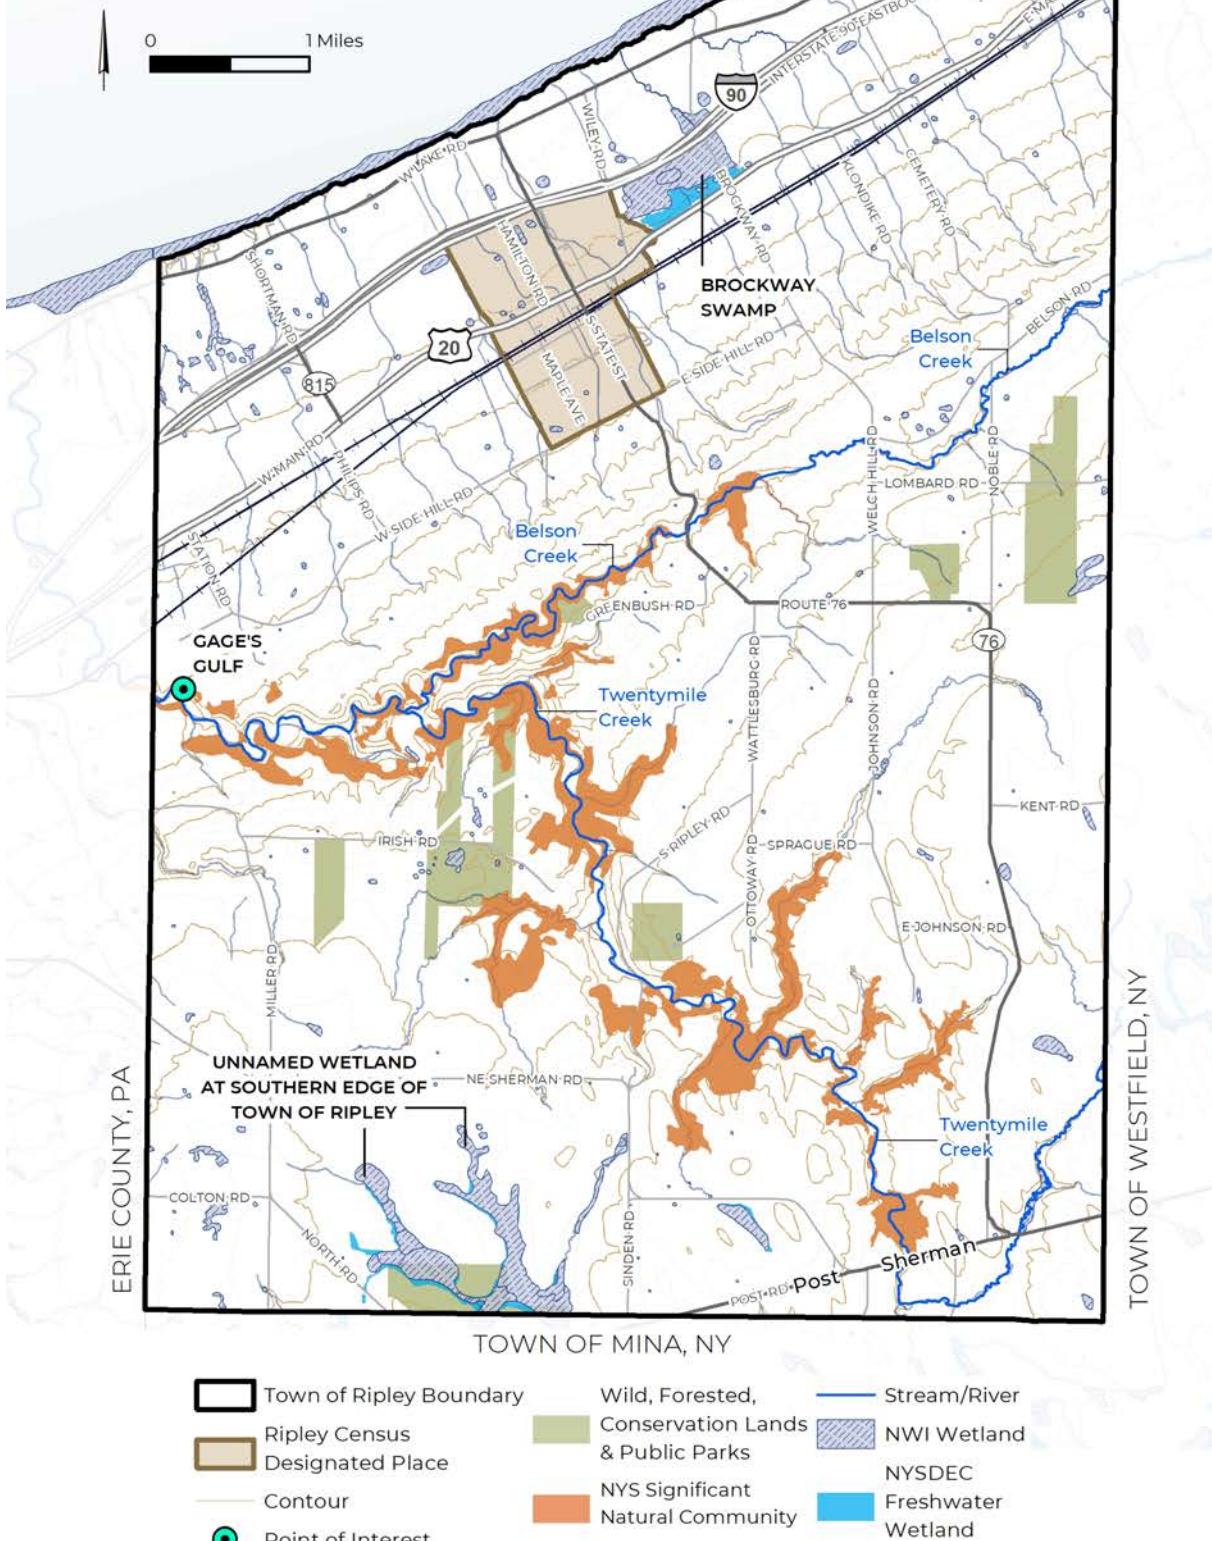 0 1 Miles
INTERSTATE 90 EASTBOU
E MA
90
WILEY RD
W LAKE RD
BROCKWAY RD
KLONDIKE RD
CEMETERY RD
SHORTMAN RD
HAMILTON RD
BROCKWAY
SWAMP
BELSON RD
Belson
Creek
20
S STATE ST
E SIDE HILL RD
815
MAPLE AVE
W MAIN RD
PHILIPS RD
W SIDE HILL RD
WELCH HILL RD
NOBLE RD
LOMBARD RD
STATION RD
Belson
Creek
GREENBUSH RD
ROUTE 76
76
GAGE'S
GULF
Twentymile
Creek
WATTLESBURG RD
JOHNSON RD
KENT RD
IRISH RD
S RIPLEY RD
SPRAGUE RD
OTTOWAY RD
E JOHNSON RD
MILLER RD
UNNAMED WETLAND
AT SOUTHERN EDGE OF
TOWN OF RIPLEY
NE SHERMAN RD
Twentymile
Creek
ERIE COUNTY, PA
TOWN OF WESTFIELD, NY
COLTON RD
NORTH RD
SINDEN RD
POST RD
Post
Sherman
TOWN OF MINA, NY
Town of Ripley Boundary
Ripley Census
Designated Place
Contour
Point of Interest
Wild, Forested,
Conservation Lands
& Public Parks
NYS Significant
Natural Community
Stream/River
NWI Wetland
NYSDEC
Freshwater
Wetland